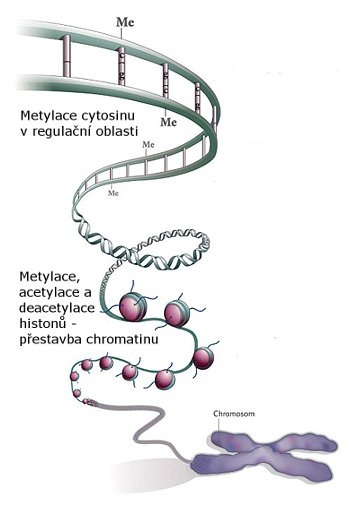 Me
Metylace cytosinu
v regulační oblasti
Me
Me
Me
Metylace,
acetylace a
deacetylace
histonů -
přestavba chromatinu
Chromosom